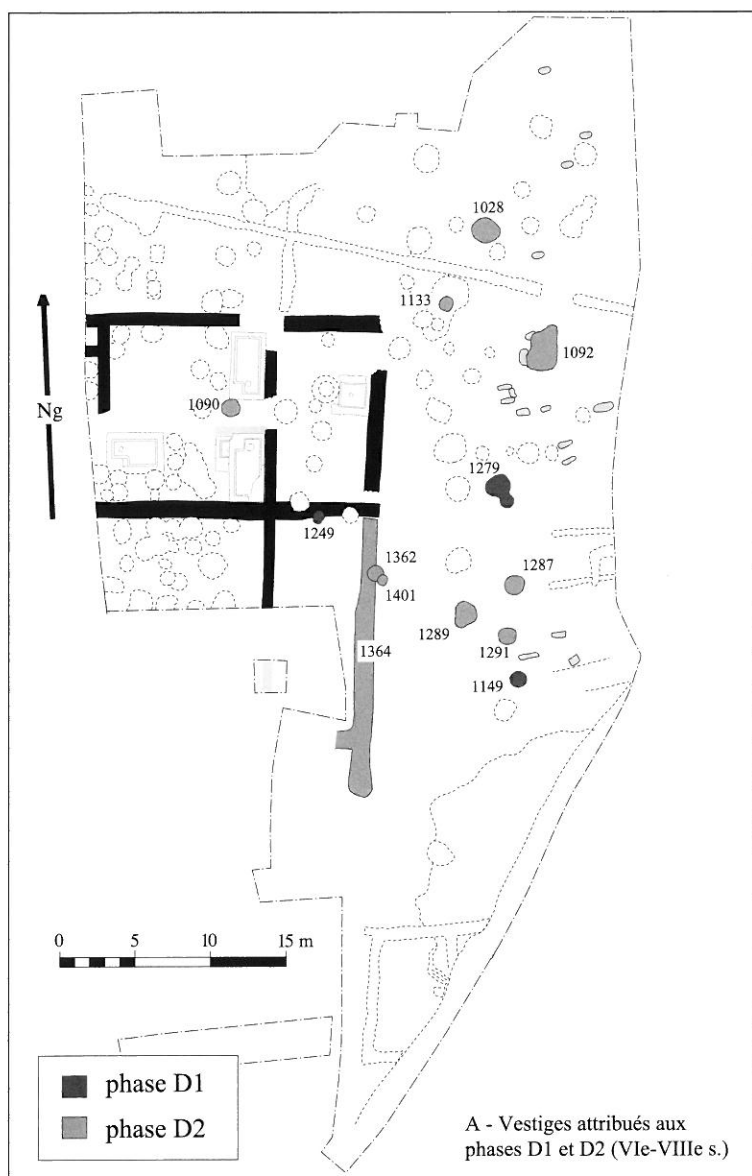 1028
1133
1092
Ng
1090
1279
1249
1362
1287
1401
1289
1364
1291
1149
0 5 10 15 m
phase D1
phase D2
A - Vestiges attribués aux
phases D1 et D2 (VIe-VIIIe s.)